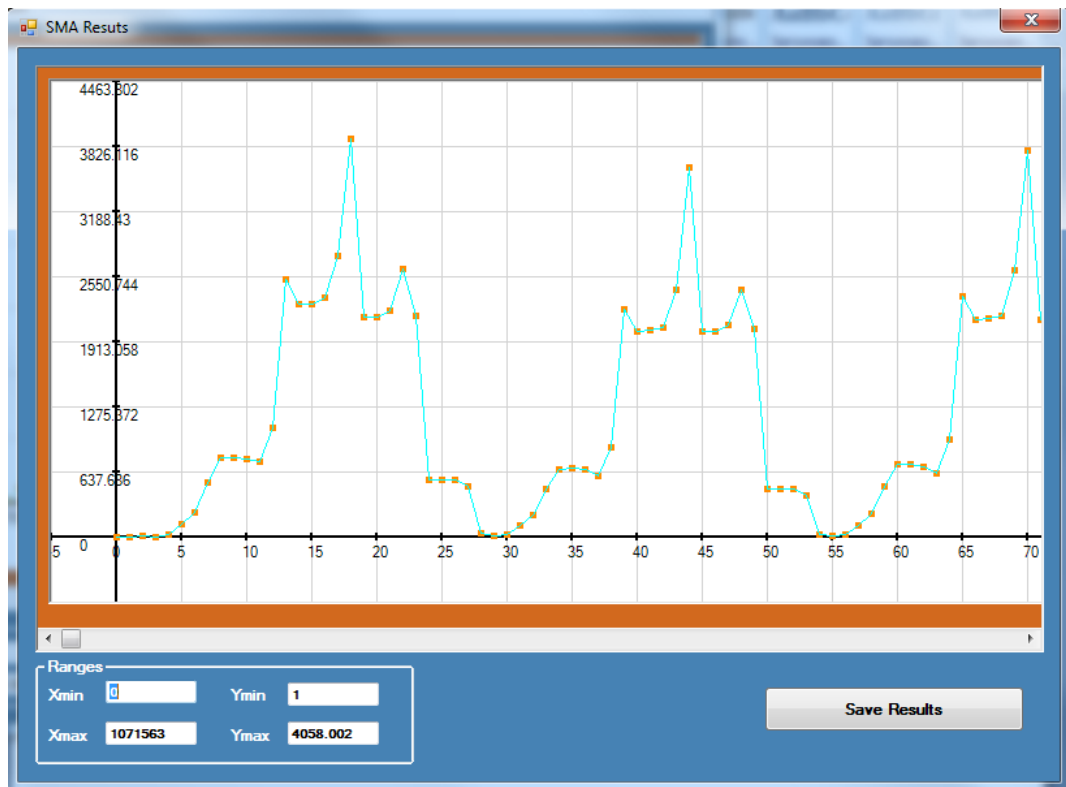 SMA Resuts
4463.802
3826.116
3188.43
2550.744
1913.058
1275.372
637.686
5 0 0 5 10 15 20 25 30 35 40 45 50 55 60 65 70
Ranges
Xmin 0 Ymin 1
Xmax 1071563 Ymax 4058.002
Save Results